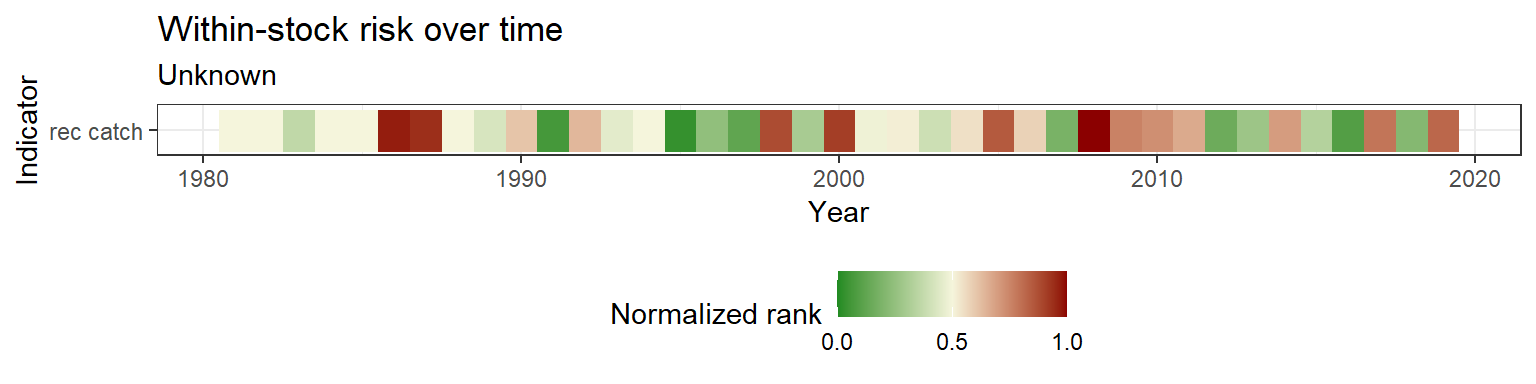 Within-stock risk over time
Unknown
Indicator
rec catch
1980 1990 2000 2010 2020
Year
Normalized rank
0.0 0.5 1.0